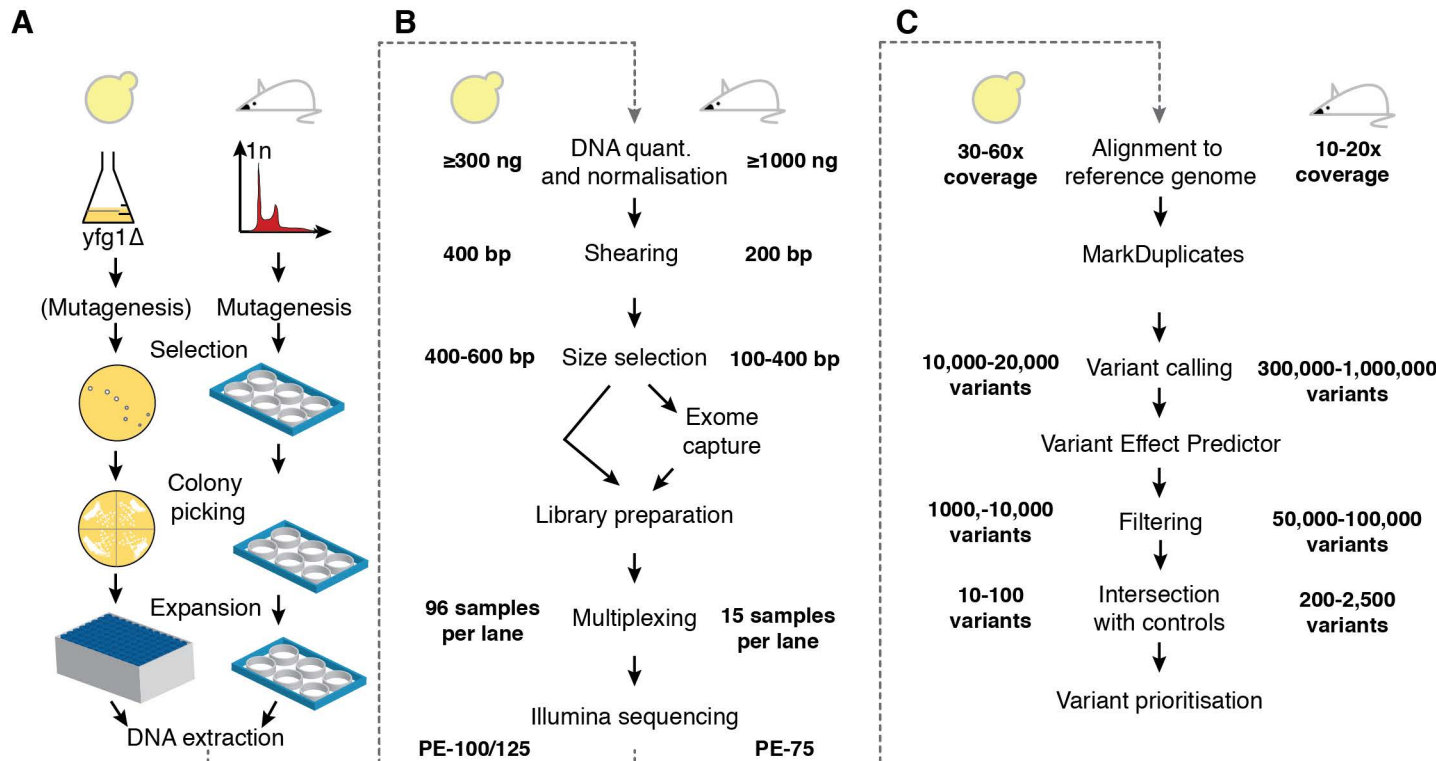 A
1n
yfg1Δ
(Mutagenesis)
Mutagenesis
Selection
Colony
picking
Expansion
DNA extraction
B
≥300 ng
DNA quant.
and normalisation
≥1000 ng
400 bp
Shearing
200 bp
400-600 bp
Size selection
100-400 bp
Exome
capture
Library preparation
96 samples
per lane
Multiplexing
15 samples
per lane
Illumina sequencing
PE-100/125
PE-75
C
30-60x
coverage
Alignment to
reference genome
10-20x
coverage
MarkDuplicates
10,000-20,000
variants
Variant calling
300,000-1,000,000
variants
Variant Effect Predictor
1000,-10,000
variants
Filtering
50,000-100,000
variants
10-100
variants
Intersection
with controls
200-2,500
variants
Variant prioritisation